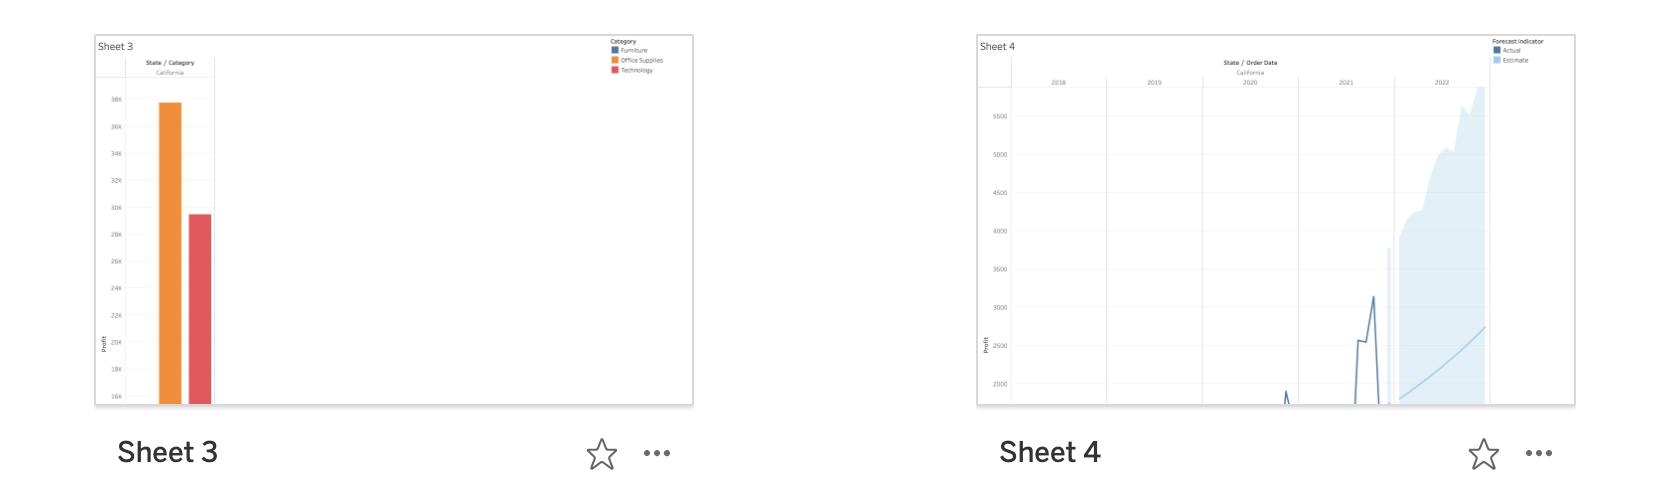 Sheet 3
Category
Furniture
Office Supplies
Technology
State / Category
California
38K
36K
34K
32K
30K
28K
26K
24K
22K
20K
18K
16K
Profit
Sheet 3
Sheet 4
Forecast indicator
Actual
Estimate
State / Order Date
California
2018 2019 2020 2021 2022
5500
5000
4500
4000
3500
3000
2500
2000
Profit
Sheet 4